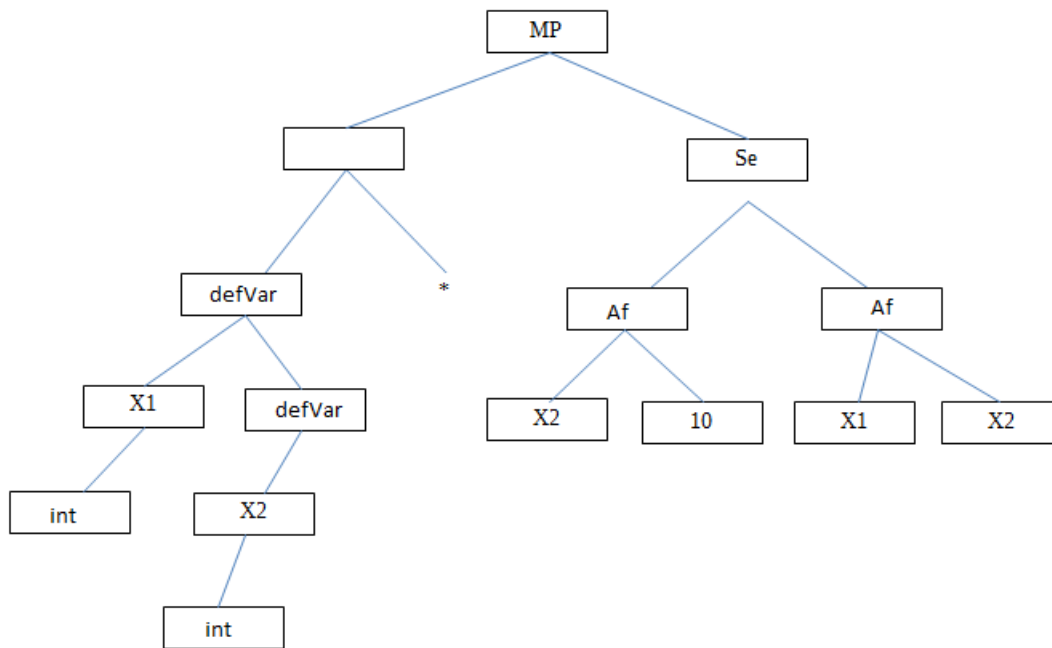 MP
Se
defVar
*
Af
Af
X1
defVar
X2
10
X1
X2
int
X2
int